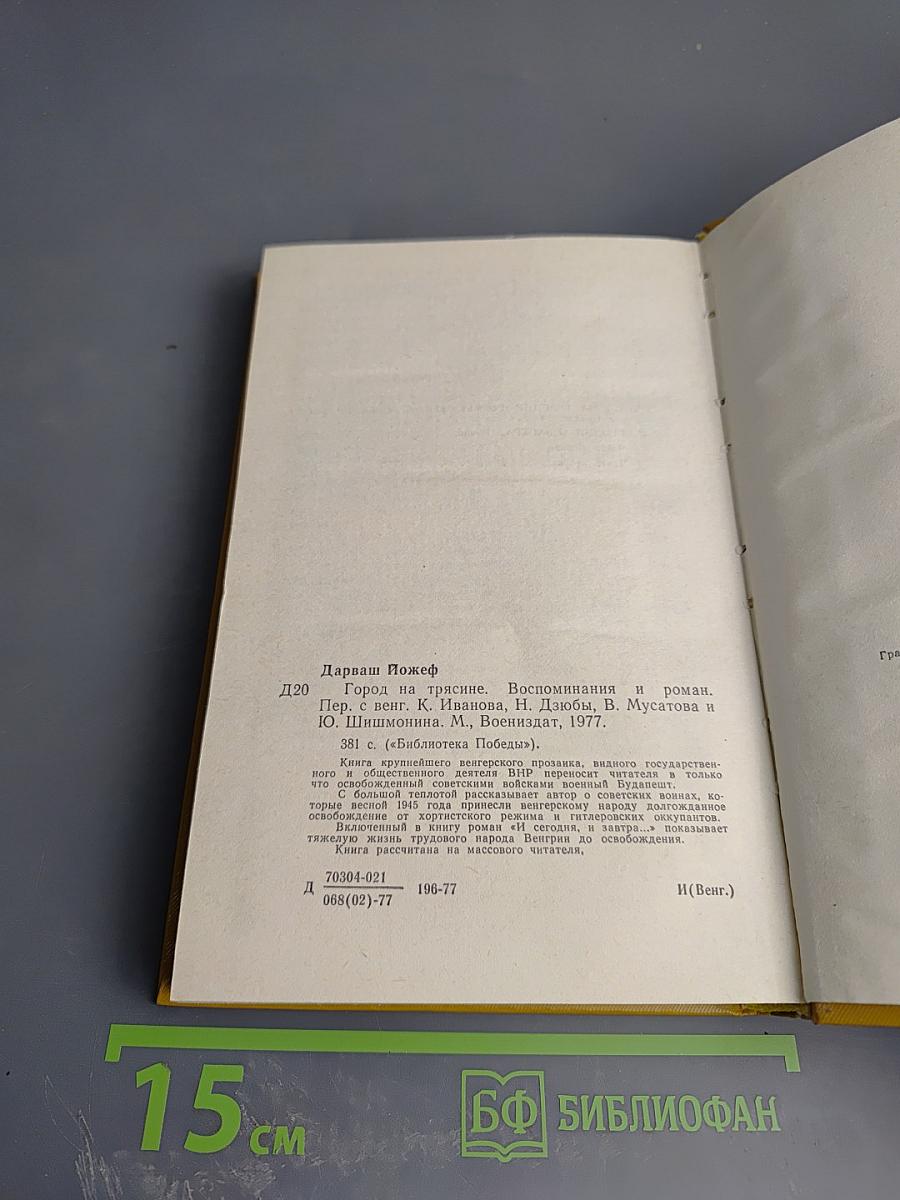 Дарваш Йожеф
Д20 Город на трясине. Воспоминания и роман.
Пер. с венг. К. Иванова, Н. Дзюбы, В. Мусатова и
Ю. Шишмонина. М., Воениздат, 1977.
381 с. («Библиотека Победы»).
Книга крупнейшего венгерского прозаика, видного государствен-
ного и общественного деятеля ВНР переносит читателя в только
что освобожденный советскими войсками военный Будапешт.
С большой теплотой рассказывает автор о советских воинах, ко-
торые весной 1945 года принесли венгерскому народу долгожданное
освобождение от хортистского режима и гитлеровских оккупантов.
Включенный в книгу роман «И сегодня, и завтра...» показывает
тяжелую жизнь трудового народа Венгрии до освобождения.
Книга рассчитана на массового читателя.
Д 70304-021 196-77 И(Венг.)
068(02)-77
Гра
15 см
БФ БИБЛИОФАН